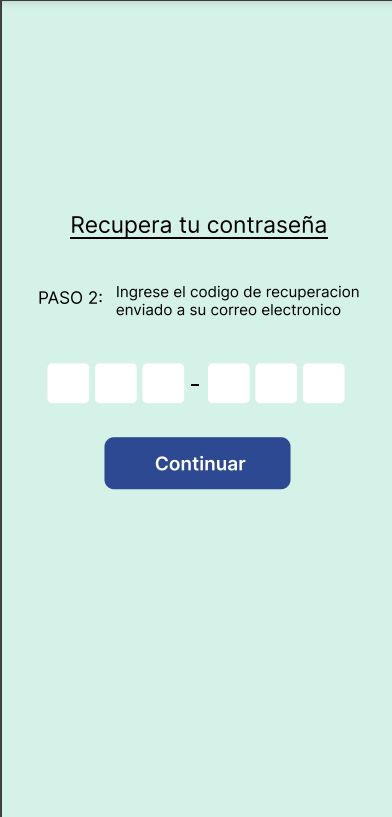 Recupera tu contraseña
PASO 2:
Ingrese el codigo de recuperacion
enviado a su correo electronico
-
Continuar